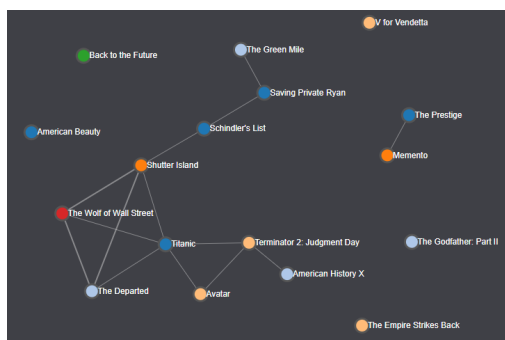 V for Vendetta
The Green Mile
Back to the Future
Saving Private Ryan
The Prestige
Schindler's List
American Beauty
Memento
Shutter Island
The Wolf of Wall Street
Titanic
Terminator 2: Judgment Day
The Godfather: Part II
American History X
The Departed
Avatar
The Empire Strikes Back